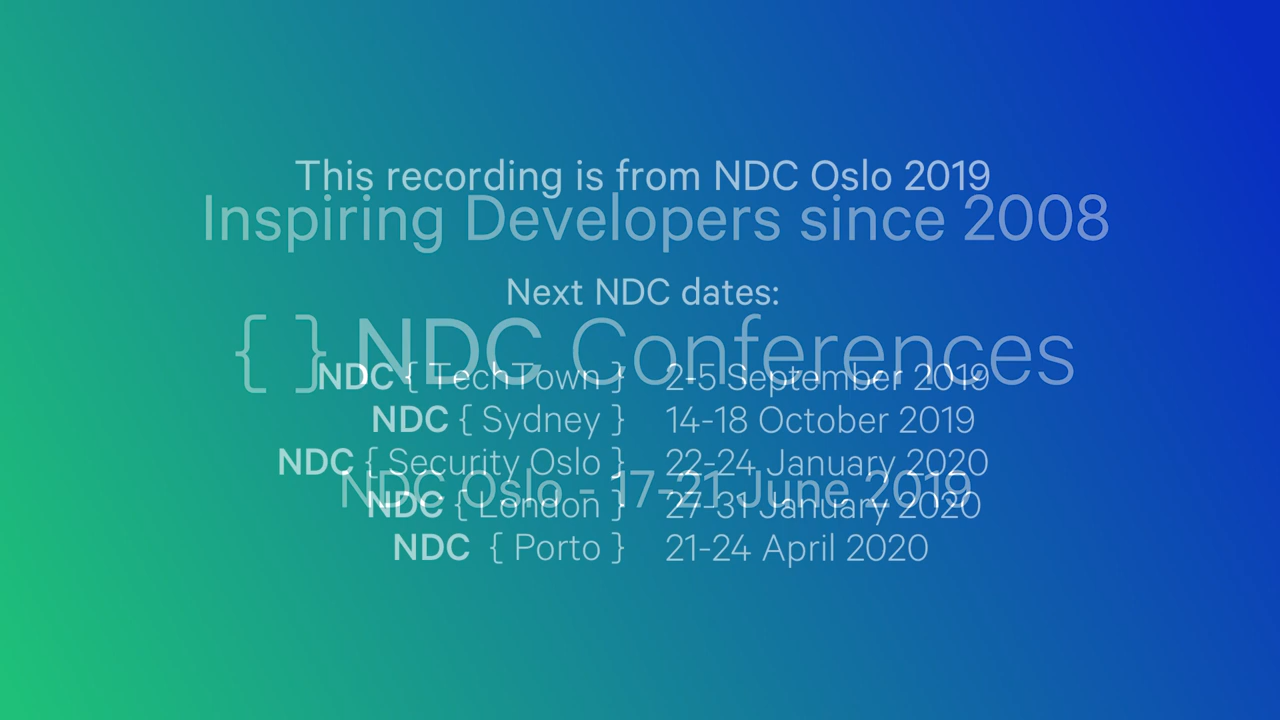 This recording is from NDC Oslo 2019
Inspiring Developers since 2008
Next NDC dates:
{ } NDC Conferences
NDC { TechTown } 2-5 September 2019
NDC { Sydney } 14-18 October 2019
NDC { Security Oslo } 22-24 January 2020
NDC Oslo - 17-21 June 2019
NDC { London } 27-31 January 2020
NDC { Porto } 21-24 April 2020